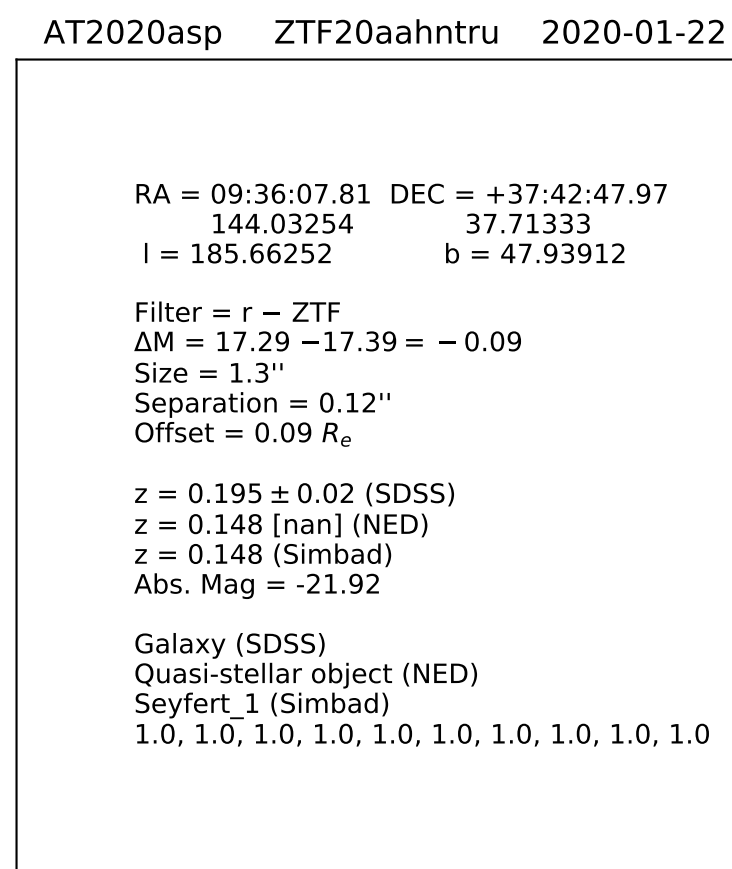 AT2020asp ZTF20aahntru 2020-01-22
RA = 09:36:07.81 DEC = +37:42:47.97
144.03254 37.71333
l = 185.66252 b = 47.93912
Filter = r − ZTF
ΔM = 17.29 −17.39 = − 0.09
Size = 1.3''
Separation = 0.12''
Offset = 0.09 Rₑ
z = 0.195 ± 0.02 (SDSS)
z = 0.148 [nan] (NED)
z = 0.148 (Simbad)
Abs. Mag = -21.92
Galaxy (SDSS)
Quasi-stellar object (NED)
Seyfert_1 (Simbad)
1.0, 1.0, 1.0, 1.0, 1.0, 1.0, 1.0, 1.0, 1.0, 1.0